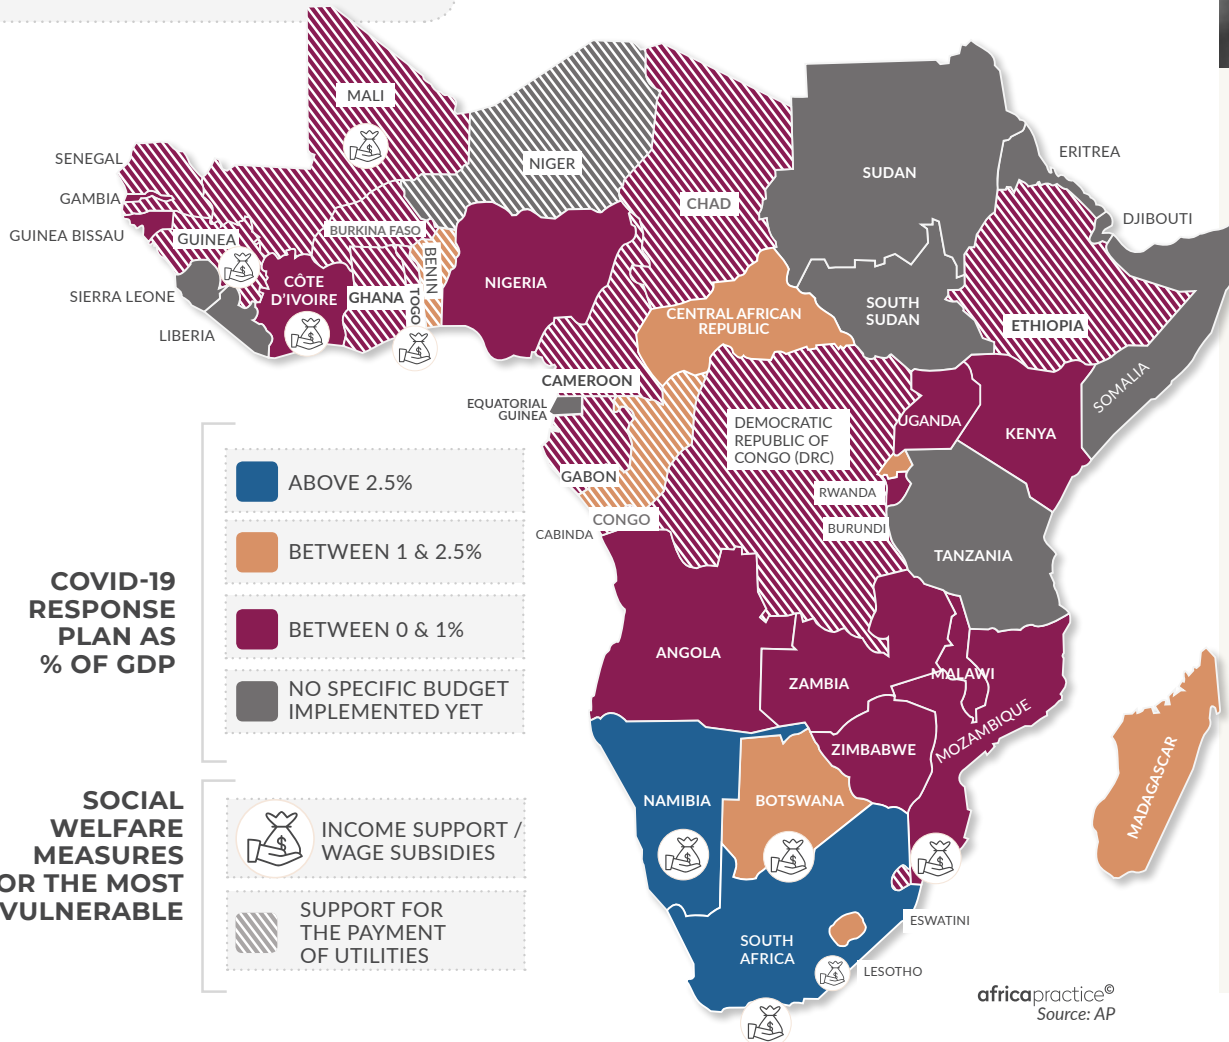 MALI
SENEGAL
NIGER
ERITREA
SUDAN
GAMBIA
CHAD
DJIBOUTI
BURKINA FASO
GUINEA BISSAU
GUINEA
BENIN
CÔTE
D'IVOIRE
NIGERIA
SIERRA LEONE
GHANA
TOGO
SOUTH
SUDAN
CENTRAL AFRICAN
REPUBLIC
ETHIOPIA
LIBERIA
CAMEROON
SOMALIA
EQUATORIAL
GUINEA
UGANDA
DEMOCRATIC
REPUBLIC OF
CONGO (DRC)
KENYA
GABON
RWANDA
CONGO
BURUNDI
CABINDA
TANZANIA
ANGOLA
MALAWI
ZAMBIA
MOZAMBIQUE
ZIMBABWE
MADAGASCAR
NAMIBIA
BOTSWANA
ESWATINI
SOUTH
AFRICA
LESOTHO
COVID-19
RESPONSE
PLAN AS
% OF GDP
ABOVE 2.5%
BETWEEN 1 & 2.5%
BETWEEN 0 & 1%
NO SPECIFIC BUDGET
IMPLEMENTED YET
SOCIAL
WELFARE
MEASURES
OR THE MOST
VULNERABLE
INCOME SUPPORT /
WAGE SUBSIDIES
SUPPORT FOR
THE PAYMENT
OF UTILITIES
africapractice©
Source: AP